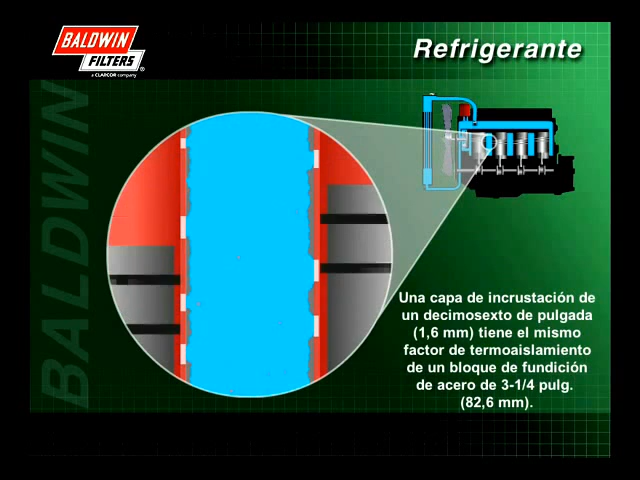 BALDWIN
FILTERS®
a CLARCOR company
Refrigerante
BALDWIN
Una capa de incrustación de
un decimosexto de pulgada
(1,6 mm) tiene el mismo
factor de termoaislamiento
de un bloque de fundición
de acero de 3-1/4 pulg.
(82,6 mm).